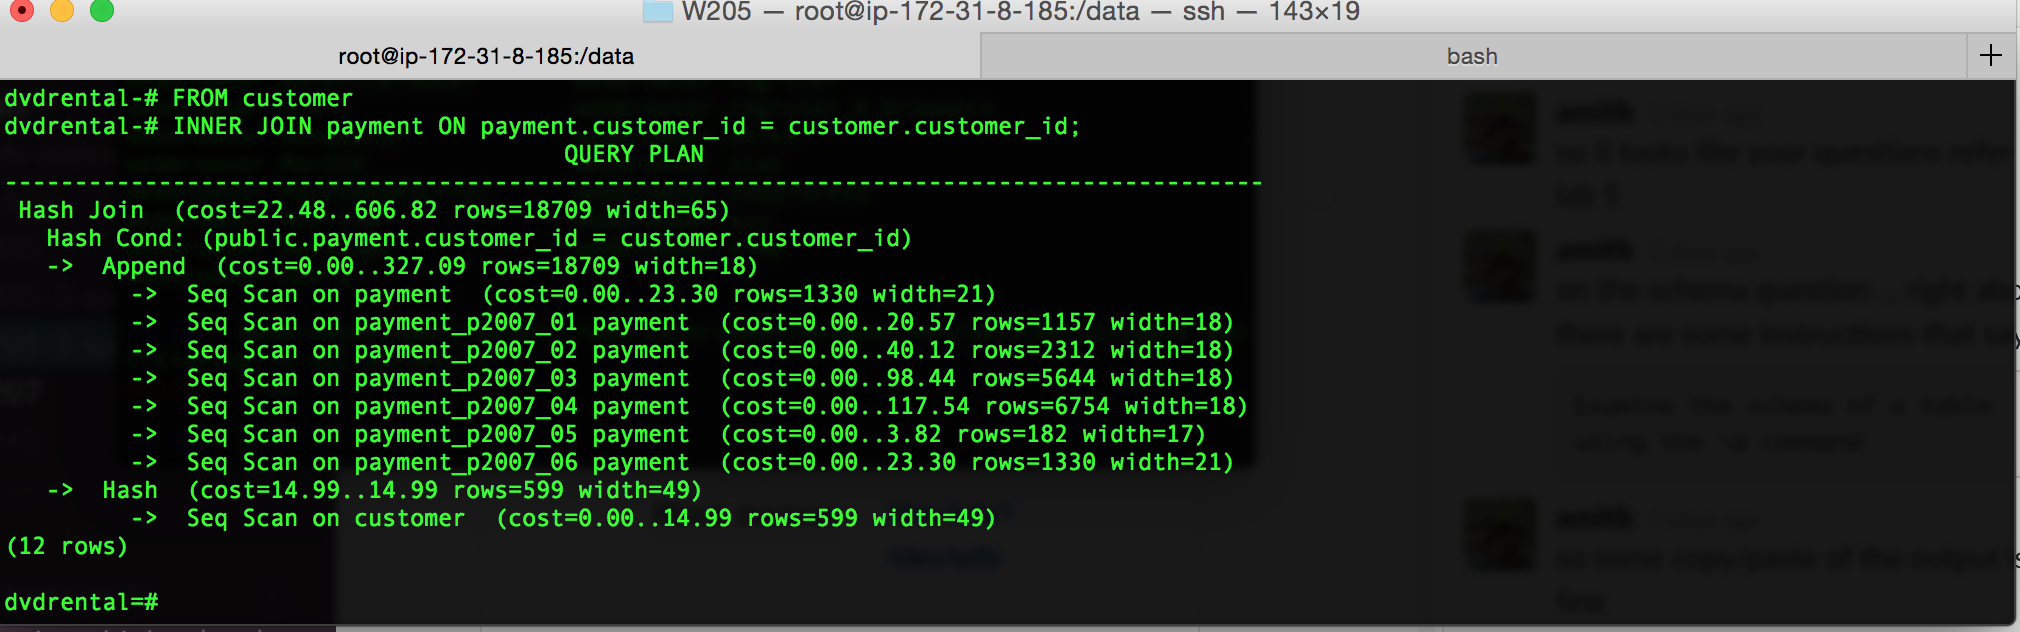 W205 — root@ip-172-31-8-185:/data — ssh — 143×19
root@ip-172-31-8-185:/data
bash
+
dvdrental-# FROM customer
dvdrental-# INNER JOIN payment ON payment.customer_id = customer.customer_id;
QUERY PLAN
------------------------------------------------------------------------------------------
Hash Join  (cost=22.48..606.82 rows=18709 width=65)
Hash Cond: (public.payment.customer_id = customer.customer_id)
->  Append  (cost=0.00..327.09 rows=18709 width=18)
->  Seq Scan on payment  (cost=0.00..23.30 rows=1330 width=21)
->  Seq Scan on payment_p2007_01 payment  (cost=0.00..20.57 rows=1157 width=18)
->  Seq Scan on payment_p2007_02 payment  (cost=0.00..40.12 rows=2312 width=18)
->  Seq Scan on payment_p2007_03 payment  (cost=0.00..98.44 rows=5644 width=18)
->  Seq Scan on payment_p2007_04 payment  (cost=0.00..117.54 rows=6754 width=18)
->  Seq Scan on payment_p2007_05 payment  (cost=0.00..3.82 rows=182 width=17)
->  Seq Scan on payment_p2007_06 payment  (cost=0.00..23.30 rows=1330 width=21)
->  Hash  (cost=14.99..14.99 rows=599 width=49)
->  Seq Scan on customer  (cost=0.00..14.99 rows=599 width=49)
(12 rows)
dvdrental=#